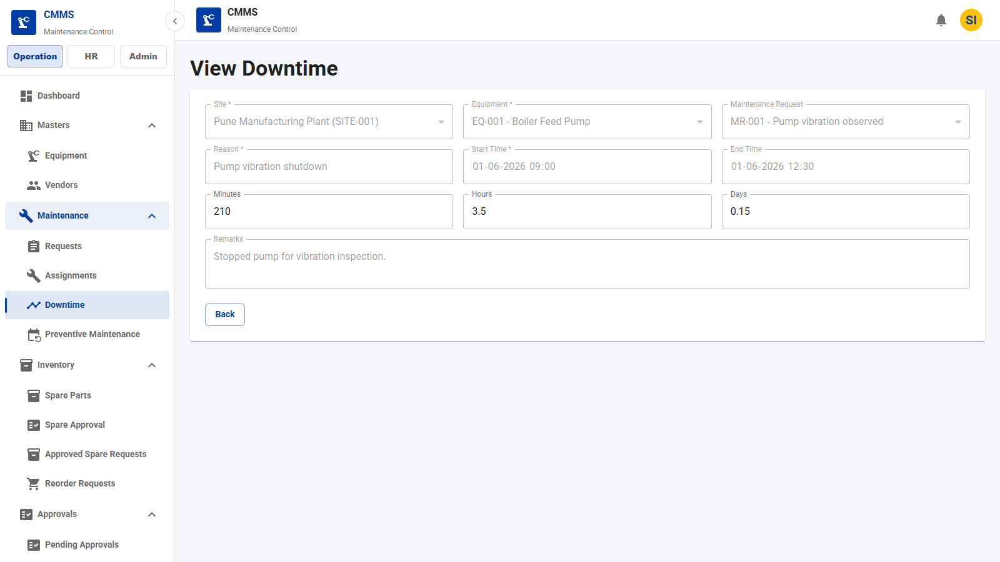 CMMS
Maintenance Control
Operation
HR
Admin
Dashboard
Masters
Equipment
Vendors
Maintenance
Requests
Assignments
Downtime
Preventive Maintenance
Inventory
Spare Parts
Spare Approval
Approved Spare Requests
Reorder Requests
Approvals
Pending Approvals
CMMS
Maintenance Control
SI
View Downtime
Site *
Pune Manufacturing Plant (SITE-001)
Equipment *
EQ-001 - Boiler Feed Pump
Maintenance Request
MR-001 - Pump vibration observed
Reason *
Pump vibration shutdown
Start Time *
01-06-2026 09:00
End Time
01-06-2026 12:30
Minutes
210
Hours
3.5
Days
0.15
Remarks
Stopped pump for vibration inspection.
Back